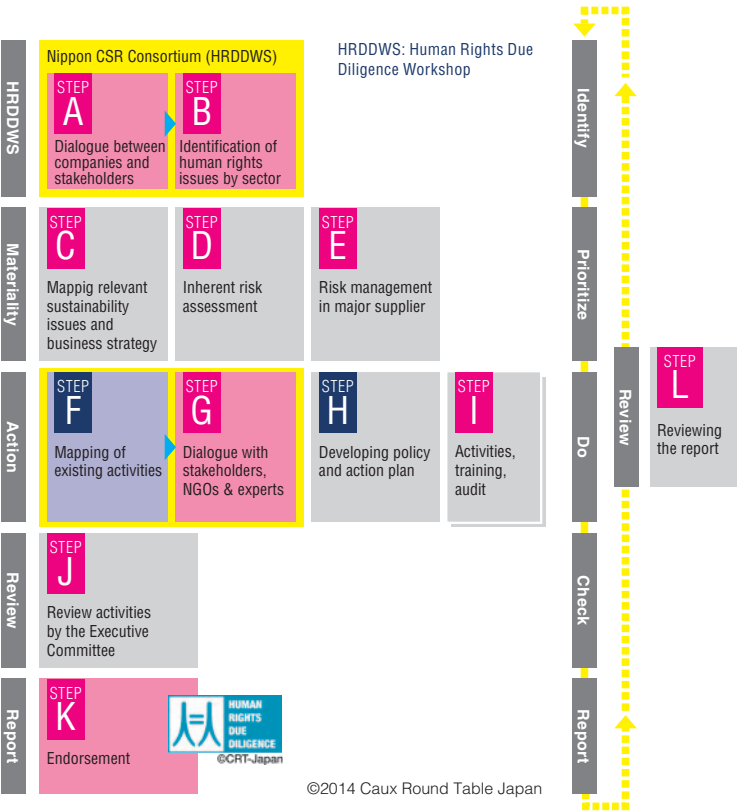 Nippon CSR Consortium (HRDDWS)
HRDDWS: Human Rights Due
Diligence Workshop
HRDDWS
STEP
A
Dialogue between
companies and
stakeholders
STEP
B
Identification of
human rights
issues by sector
Identify
Materiality
STEP
C
Mappig relevant
sustainability
issues and
business strategy
STEP
D
Inherent risk
assessment
STEP
E
Risk management
in major supplier
Prioritize
Action
STEP
F
Mapping of
existing activities
STEP
G
Dialogue with
stakeholders,
NGOs & experts
STEP
H
Developing policy
and action plan
STEP
I
Activities,
training,
audit
Do
Review
STEP
L
Reviewing
the report
Review
STEP
J
Review activities
by the Executive
Committee
Check
Report
STEP
K
Endorsement
HUMAN
RIGHTS
DUE
DILIGENCE
©CRT-Japan
Report
©2014 Caux Round Table Japan